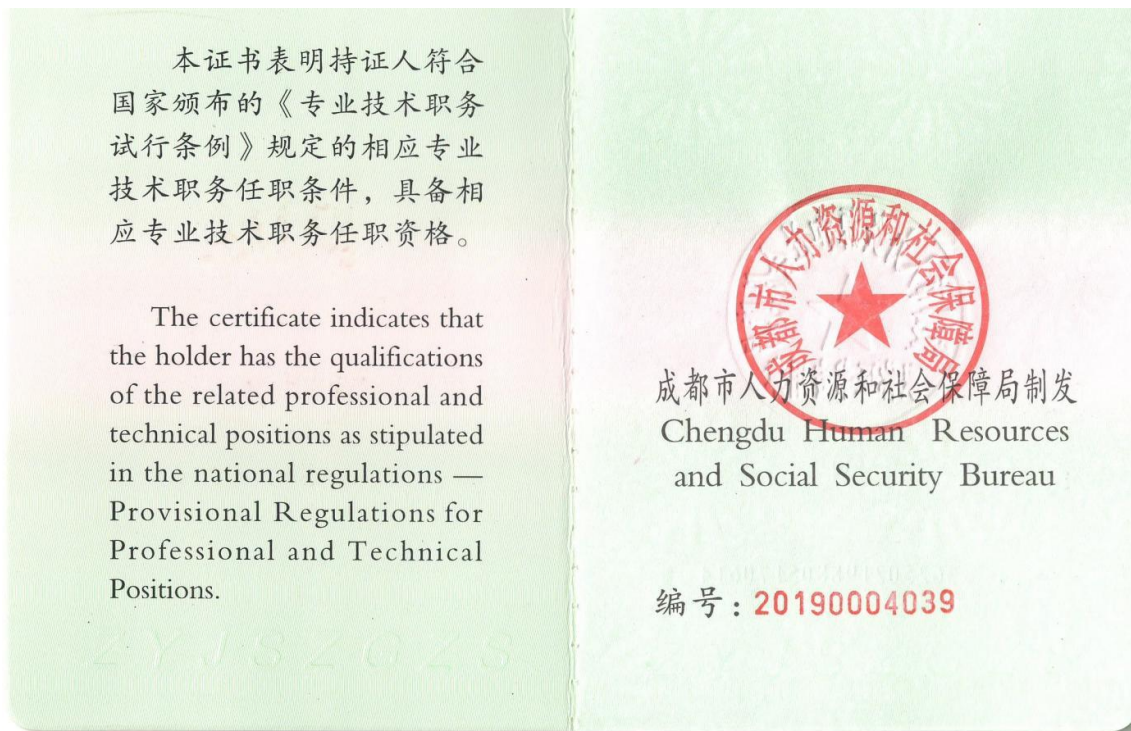 本证书表明持证人符合
国家颁布的《专业技术职务
试行条例》规定的相应专业
技术职务任职条件，具备相
应专业技术职务任职资格。
The certificate indicates that
the holder has the qualifications
of the related professional and
technical positions as stipulated
in the national regulations —
Provisional Regulations for
Professional and Technical
Positions.
ZYJSZGZS
成都市人力资源和社会保障局
成都市人力资源和社会保障局制发
Chengdu Human Resources
and Social Security Bureau
编号：20190004039